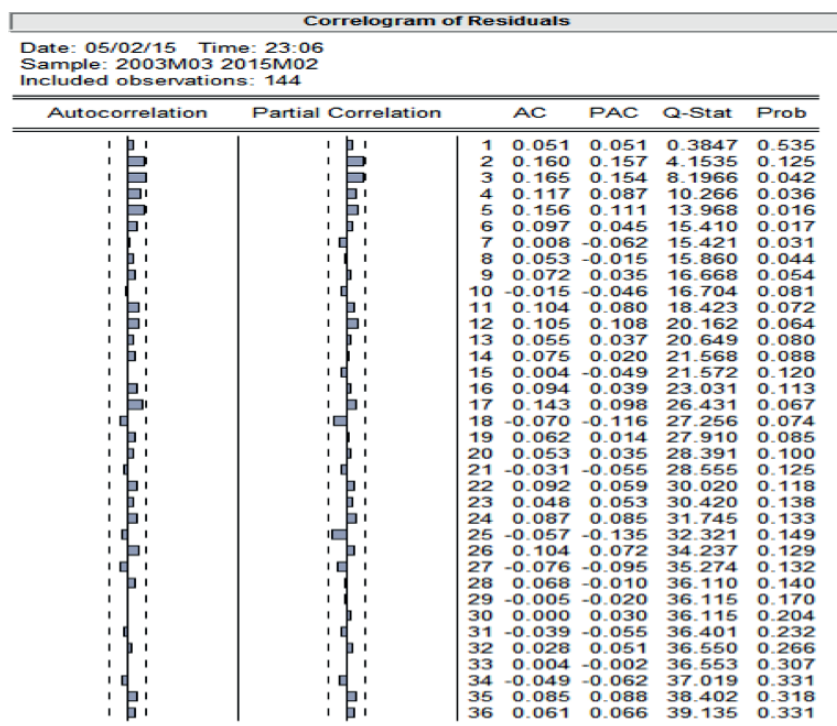 Correlogram of Residuals
Date: 05/02/15 Time: 23:06
Sample: 2003M03 2015M02
Included observations: 144
Autocorrelation Partial Correlation AC PAC Q-Stat Prob
1 0.051 0.051 0.3847 0.535
2 0.160 0.157 4.1535 0.125
3 0.165 0.154 8.1966 0.042
4 0.117 0.087 10.266 0.036
5 0.156 0.111 13.968 0.016
6 0.097 0.045 15.410 0.017
7 0.008 -0.062 15.421 0.031
8 0.053 -0.015 15.860 0.044
9 0.072 0.035 16.668 0.054
10 -0.015 -0.046 16.704 0.081
11 0.104 0.080 18.423 0.072
12 0.105 0.108 20.162 0.064
13 0.055 0.037 20.649 0.080
14 0.075 0.020 21.568 0.088
15 0.004 -0.049 21.572 0.120
16 0.094 0.039 23.031 0.113
17 0.143 0.098 26.431 0.067
18 -0.070 -0.116 27.256 0.074
19 0.062 0.014 27.910 0.085
20 0.053 0.035 28.391 0.100
21 -0.031 -0.055 28.555 0.125
22 0.092 0.059 30.020 0.118
23 0.048 0.053 30.420 0.138
24 0.087 0.085 31.745 0.133
25 -0.057 -0.135 32.321 0.149
26 0.104 0.072 34.237 0.129
27 -0.076 -0.095 35.274 0.132
28 0.068 -0.010 36.110 0.140
29 -0.005 -0.020 36.115 0.170
30 0.000 0.030 36.115 0.204
31 -0.039 -0.055 36.401 0.232
32 0.028 0.051 36.550 0.266
33 0.004 -0.002 36.553 0.307
34 -0.049 -0.062 37.019 0.331
35 0.085 0.088 38.402 0.318
36 0.061 0.066 39.135 0.331